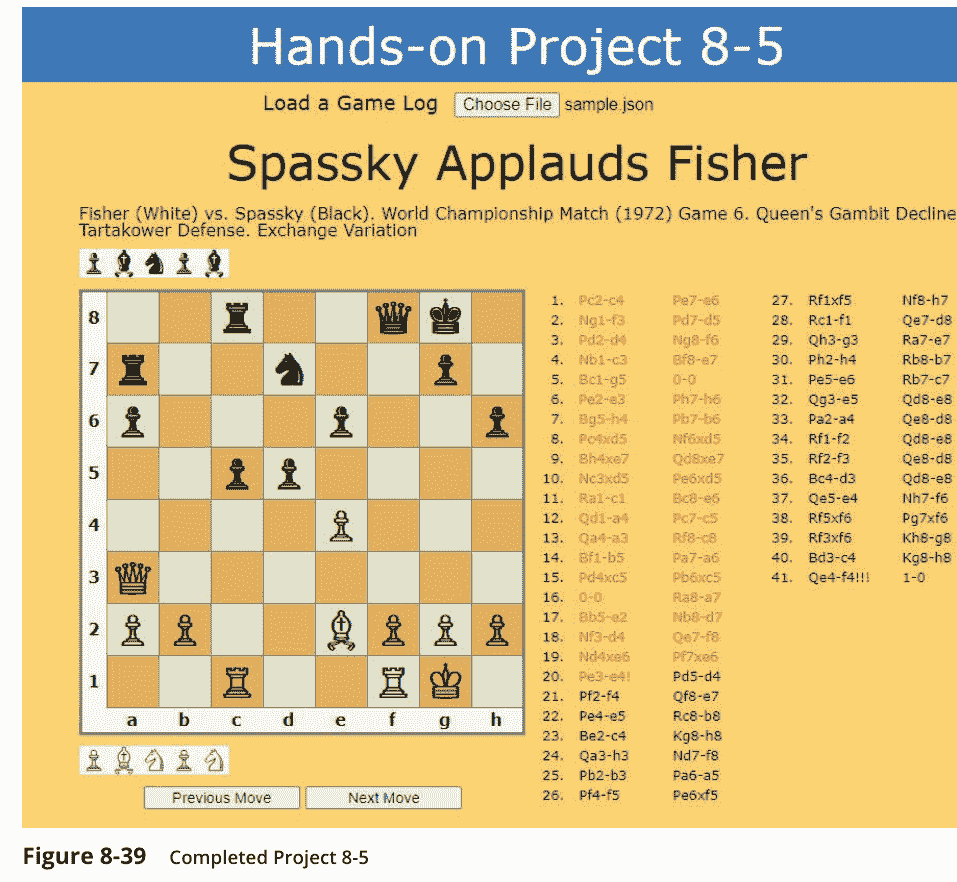 Hands-on Project 8-5
Load a Game Log Choose File sample.json
Spassky Applauds Fisher
Fisher (White) vs. Spassky (Black). World Championship Match (1972) Game 6. Queen's Gambit Decline
Tartakower Defense. Exchange Variation
8
7
6
5
4
3
2
1
a b c d e f g h
Previous Move Next Move
1. Pc2-c4 Pe7-e6
2. Ng1-f3 Pd7-d5
3. Pd2-d4 Ng8-f6
4. Nb1-c3 Bf8-e7
5. Bc1-g5 0-0
6. Pe2-e3 Ph7-h6
7. Bg5-h4 Pb7-b6
8. Pc4xd5 Nf6xd5
9. Bh4xe7 Qd8xe7
10. Nc3xd5 Pe6xd5
11. Ra1-c1 Bc8-e6
12. Qd1-a4 Pc7-c5
13. Qa4-a3 Rf8-c8
14. Bf1-b5 Pa7-a6
15. Pd4xc5 Pb6xc5
16. 0-0 Ra8-a7
17. Bb5-e2 Nb8-d7
18. Nf3-d4 Qe7-f8
19. Nd4xe6 Pf7xe6
20. Pe3-e4! Pd5-d4
21. Pf2-f4 Qf8-e7
22. Pe4-e5 Rc8-b8
23. Be2-c4 Kg8-h8
24. Qa3-h3 Nd7-f8
25. Pb2-b3 Pa6-a5
26. Pf4-f5 Pe6xf5
27. Rf1xf5 Nf8-h7
28. Rc1-f1 Qe7-d8
29. Qh3-g3 Ra7-e7
30. Ph2-h4 Rb8-b7
31. Pe5-e6 Rb7-c7
32. Qg3-e5 Qd8-e8
33. Pa2-a4 Qe8-d8
34. Rf1-f2 Qd8-e8
35. Rf2-f3 Qe8-d8
36. Bc4-d3 Qd8-e8
37. Qe5-e4 Nh7-f6
38. Rf5xf6 Pg7xf6
39. Rf3xf6 Kh8-g8
40. Bd3-c4 Kg8-h8
41. Qe4-f4!!! 1-0
Figure 8-39 Completed Project 8-5